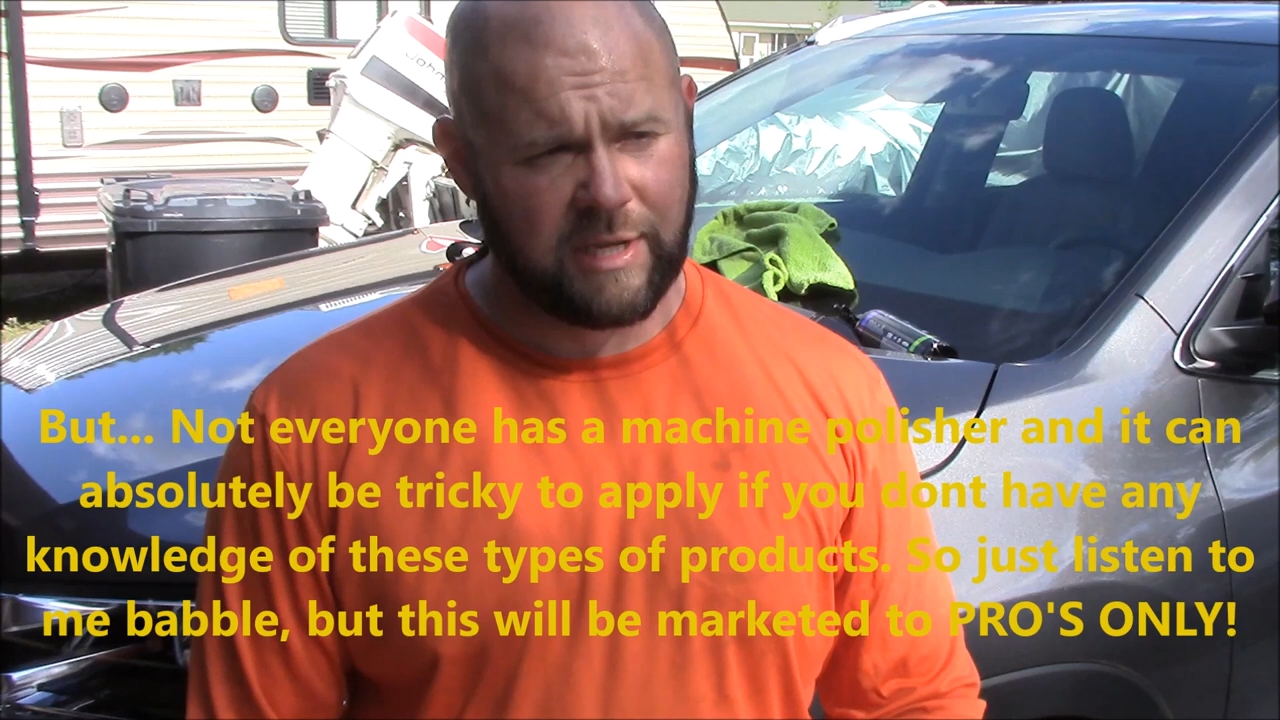 John
But... Not everyone has a machine polisher and it can
absolutely be tricky to apply if you dont have any
knowledge of these types of products. So just listen to
me babble, but this will be marketed to PRO'S ONLY!